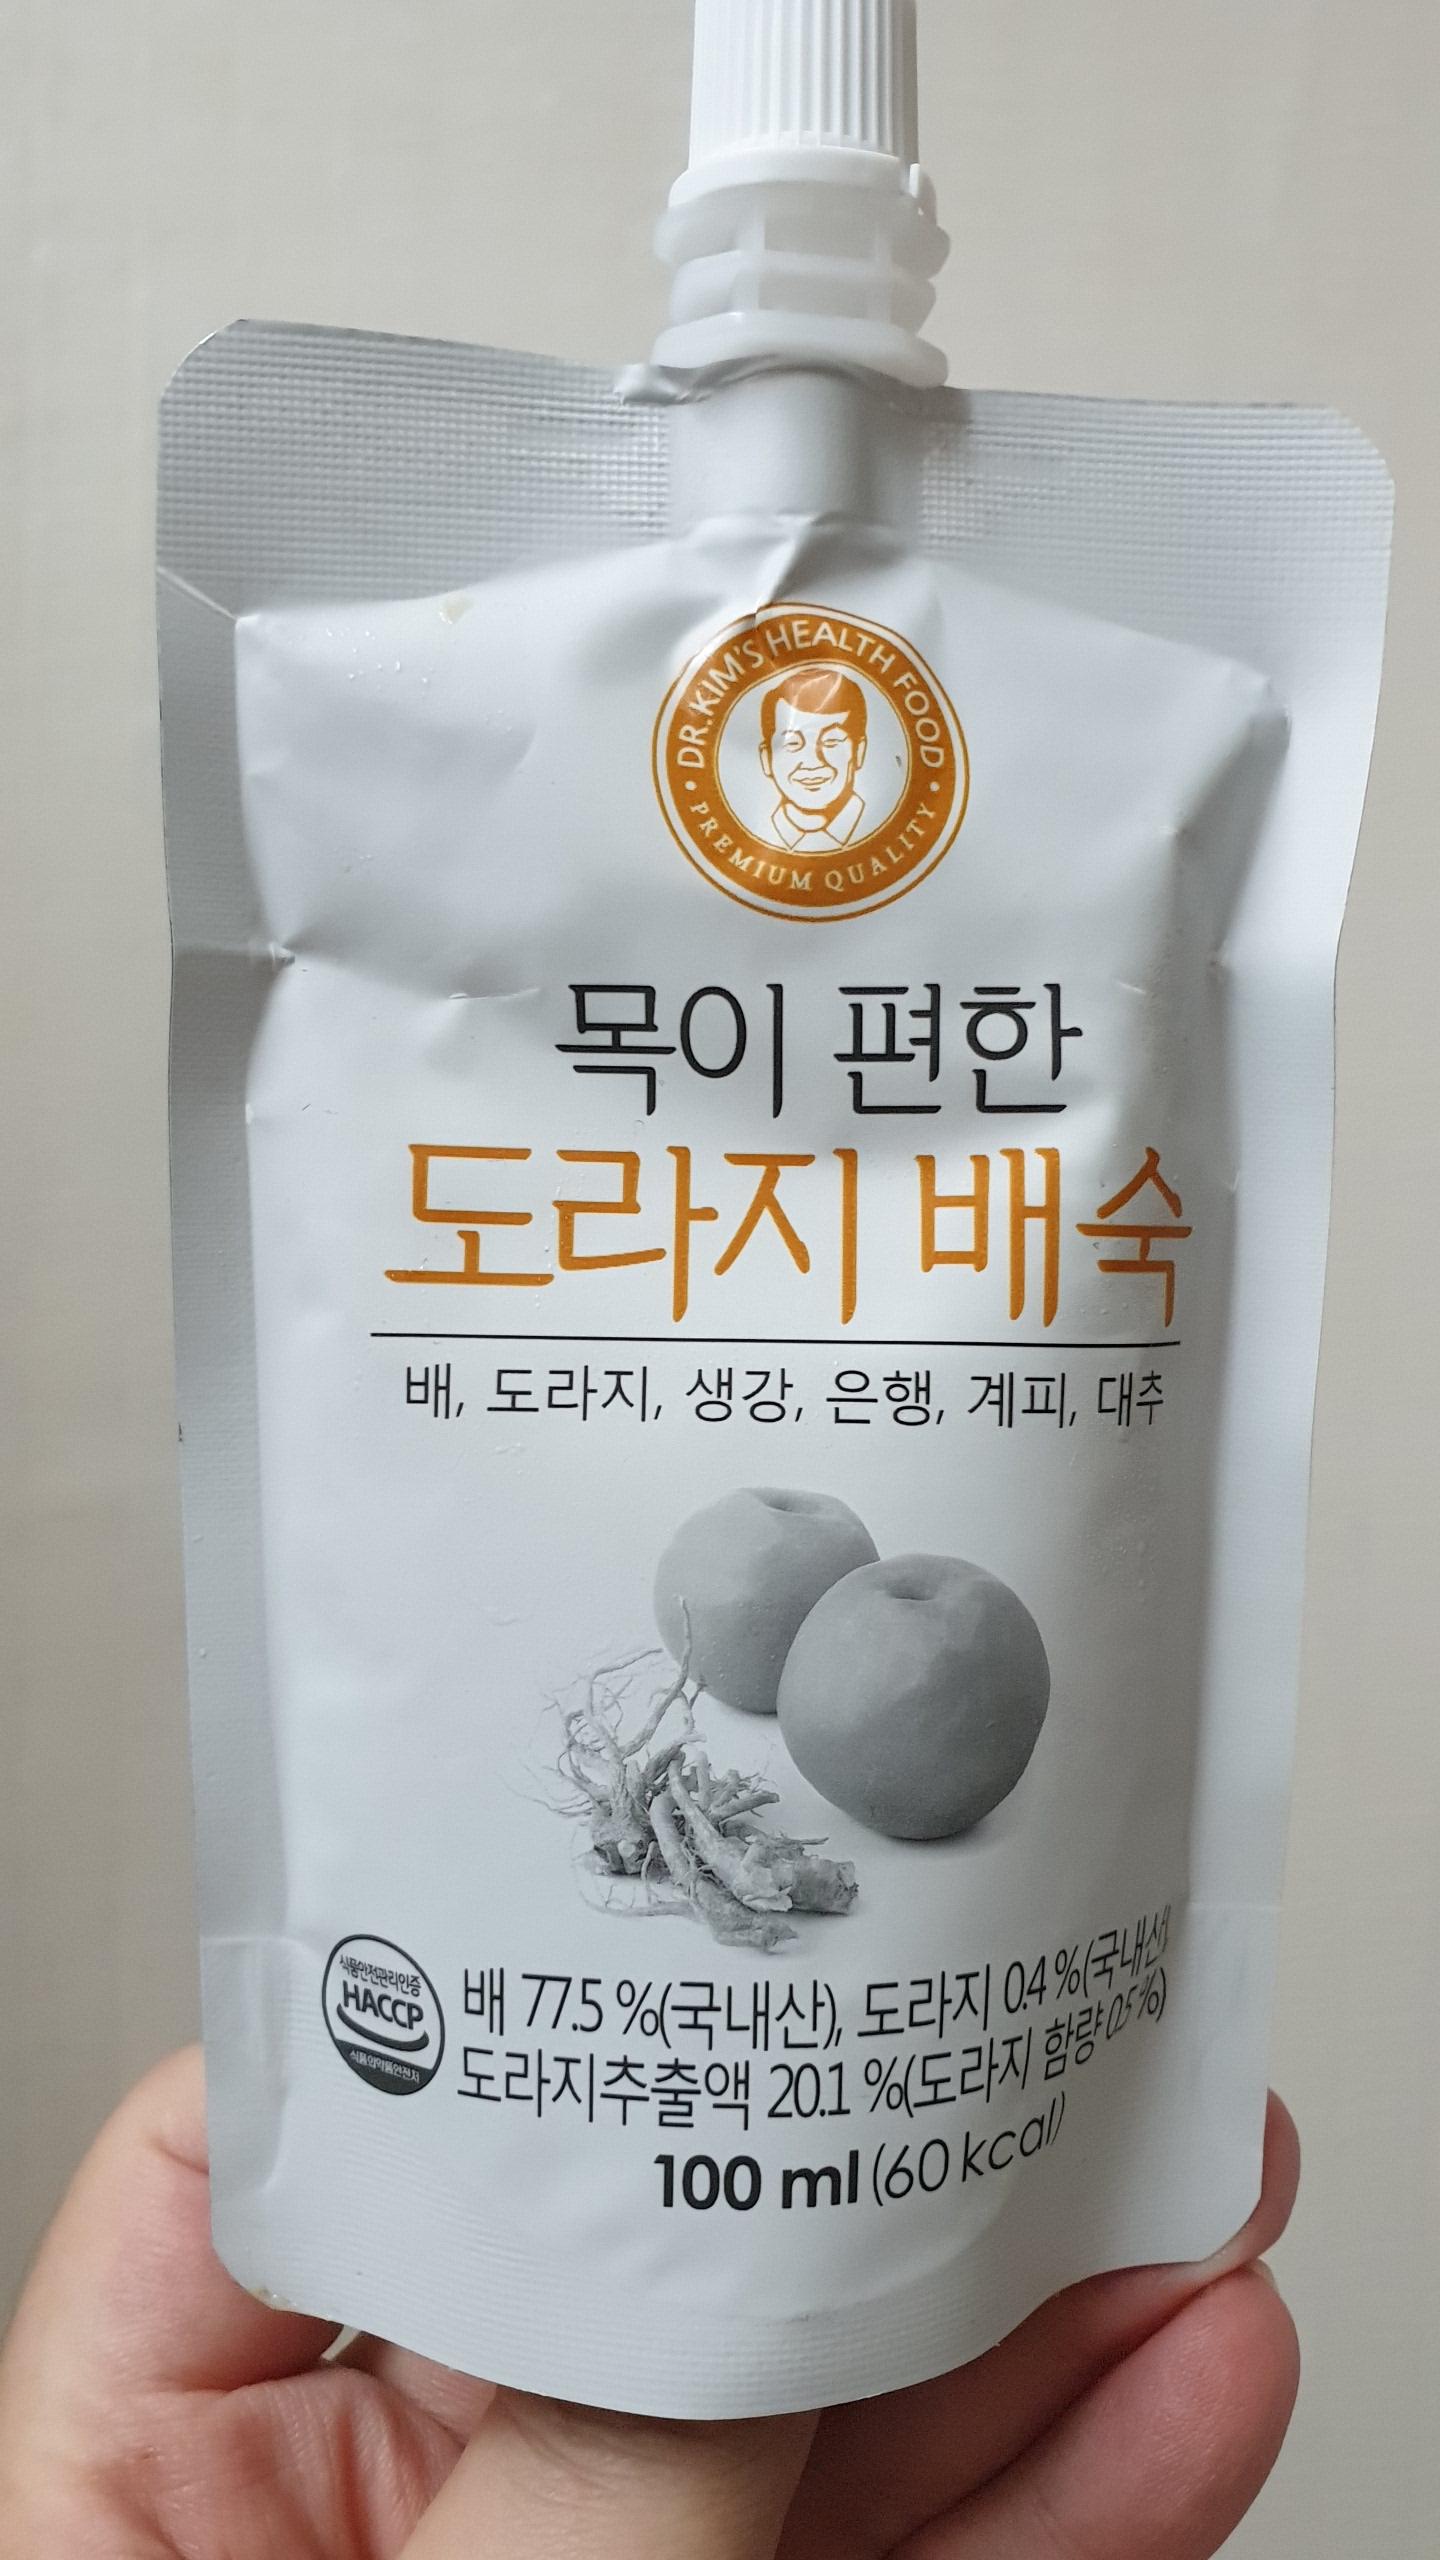 DR.KIM'S HEALTH FOOD
PREMIUM QUALITY
목이 편한
도라지 배숙
배, 도라지, 생강, 은행, 계피, 대추
식품안전관리인증
HACCP
식품의약품안전처
배 77.5 %(국내산), 도라지 0.4 %(국내산),
도라지추출액 20.1 %(도라지 함량 0.5 %)
100 ml (60 kcal)